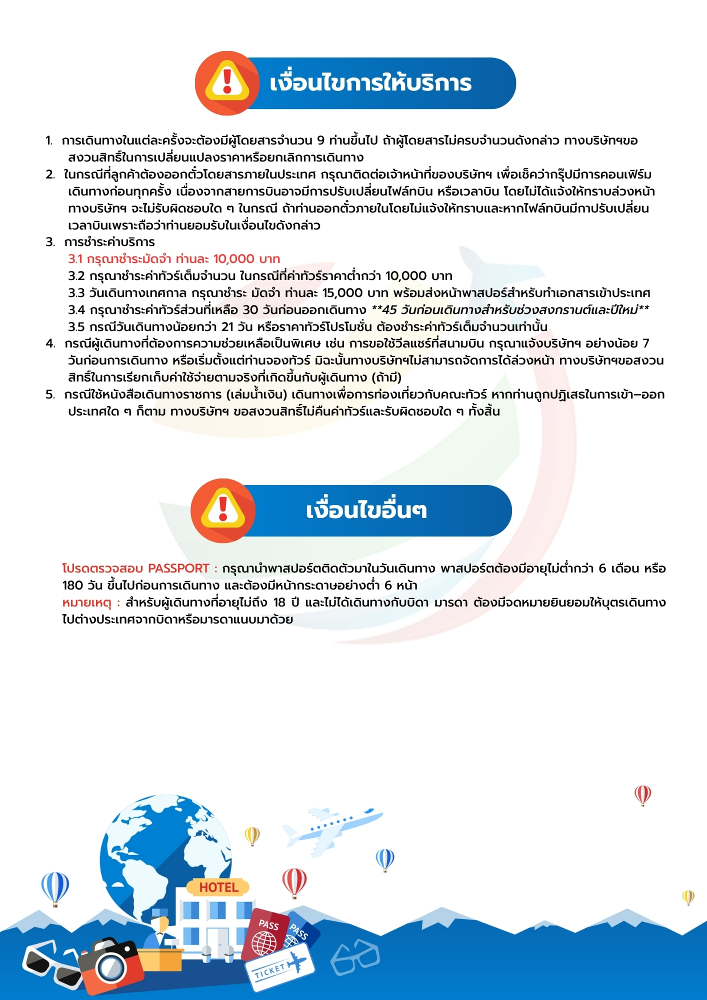 เงื่อนไขการให้บริการ
1. การเดินทางในแต่ละครั้งจะต้องมีผู้โดยสารจำนวน 9 ท่านขึ้นไป ถ้าผู้โดยสารไม่ครบจำนวนดังกล่าว ทางบริษัทฯขอ
สงวนสิทธิ์ในการเปลี่ยนแปลงราคาหรือยกเลิกการเดินทาง
2. ในกรณีที่ลูกค้าต้องออกตั๋วโดยสารภายในประเทศ กรุณาติดต่อเจ้าหน้าที่ของบริษัทฯ เพื่อเช็คว่ากรุ๊ปมีการคอนเฟิร์ม
เดินทางก่อนทุกครั้ง เนื่องจากสายการบินอาจมีการปรับเปลี่ยนไฟล์ทบิน หรือเวลาบิน โดยไม่ได้แจ้งให้ทราบล่วงหน้า
ทางบริษัทฯ จะไม่รับผิดชอบใด ๆ ในกรณี ถ้าท่านออกตั๋วภายในโดยไม่แจ้งให้ทราบและหากไฟล์ทบินมีกาปรับเปลี่ยน
เวลาบินเพราะถือว่าท่านยอมรับในเงื่อนไขดังกล่าว
3. การชำระค่าบริการ
3.1 กรุณาชำระมัดจำ ท่านละ 10,000 บาท
3.2 กรุณาชำระค่าทัวร์เต็มจำนวน ในกรณีที่ค่าทัวร์ราคาต่ำกว่า 10,000 บาท
3.3 วันเดินทางเทศกาล กรุณาชำระ มัดจำ ท่านละ 15,000 บาท พร้อมส่งหน้าพาสปอร์สำหรับทำเอกสารเข้าประเทศ
3.4 กรุณาชำระค่าทัวร์ส่วนที่เหลือ 30 วันก่อนออกเดินทาง **45 วันก่อนเดินทางสำหรับช่วงสงกรานต์และปีใหม่**
3.5 กรณีวันเดินทางน้อยกว่า 21 วัน หรือราคาทัวร์โปรโมชั่น ต้องชำระค่าทัวร์เต็มจำนวนเท่านั้น
4. กรณีผู้เดินทางที่ต้องการความช่วยเหลือเป็นพิเศษ เช่น การขอใช้วีลแชร์ที่สนามบิน กรุณาแจ้งบริษัทฯ อย่างน้อย 7
วันก่อนการเดินทาง หรือเริ่มตั้งแต่ท่านจองทัวร์ มิฉะนั้นทางบริษัทฯไม่สามารถจัดการได้ล่วงหน้า ทางบริษัทฯขอสงวน
สิทธิ์ในการเรียกเก็บค่าใช้จ่ายตามจริงที่เกิดขึ้นกับผู้เดินทาง (ถ้ามี)
5. กรณีใช้หนังสือเดินทางราชการ (เล่มน้ำเงิน) เดินทางเพื่อการท่องเที่ยวกับคณะทัวร์ หากท่านถูกปฏิเสธในการเข้า–ออก
ประเทศใด ๆ ก็ตาม ทางบริษัทฯ ขอสงวนสิทธิ์ไม่คืนค่าทัวร์และรับผิดชอบใด ๆ ทั้งสิ้น
เงื่อนไขอื่นๆ
โปรดตรวจสอบ PASSPORT : กรุณานำพาสปอร์ตติดตัวมาในวันเดินทาง พาสปอร์ตต้องมีอายุไม่ต่ำกว่า 6 เดือน หรือ
180 วัน ขึ้นไปก่อนการเดินทาง และต้องมีหน้ากระดาษอย่างต่ำ 6 หน้า
หมายเหตุ : สำหรับผู้เดินทางที่อายุไม่ถึง 18 ปี และไม่ได้เดินทางกับบิดา มารดา ต้องมีจดหมายยินยอมให้บุตรเดินทาง
ไปต่างประเทศจากบิดาหรือมารดาแนบมาด้วย
HOTEL
PASS
PASS
TICKET